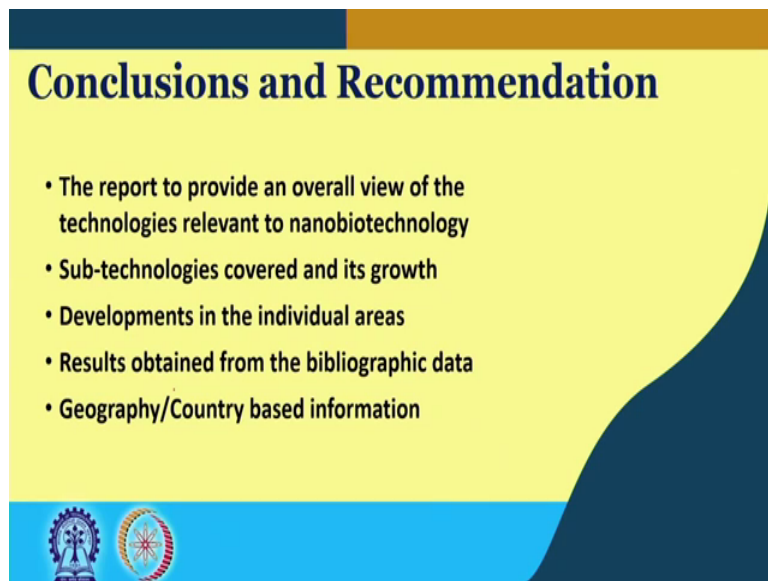 Conclusions and Recommendation
• The report to provide an overall view of the
technologies relevant to nanobiotechnology
• Sub-technologies covered and its growth
• Developments in the individual areas
• Results obtained from the bibliographic data
• Geography/Country based information